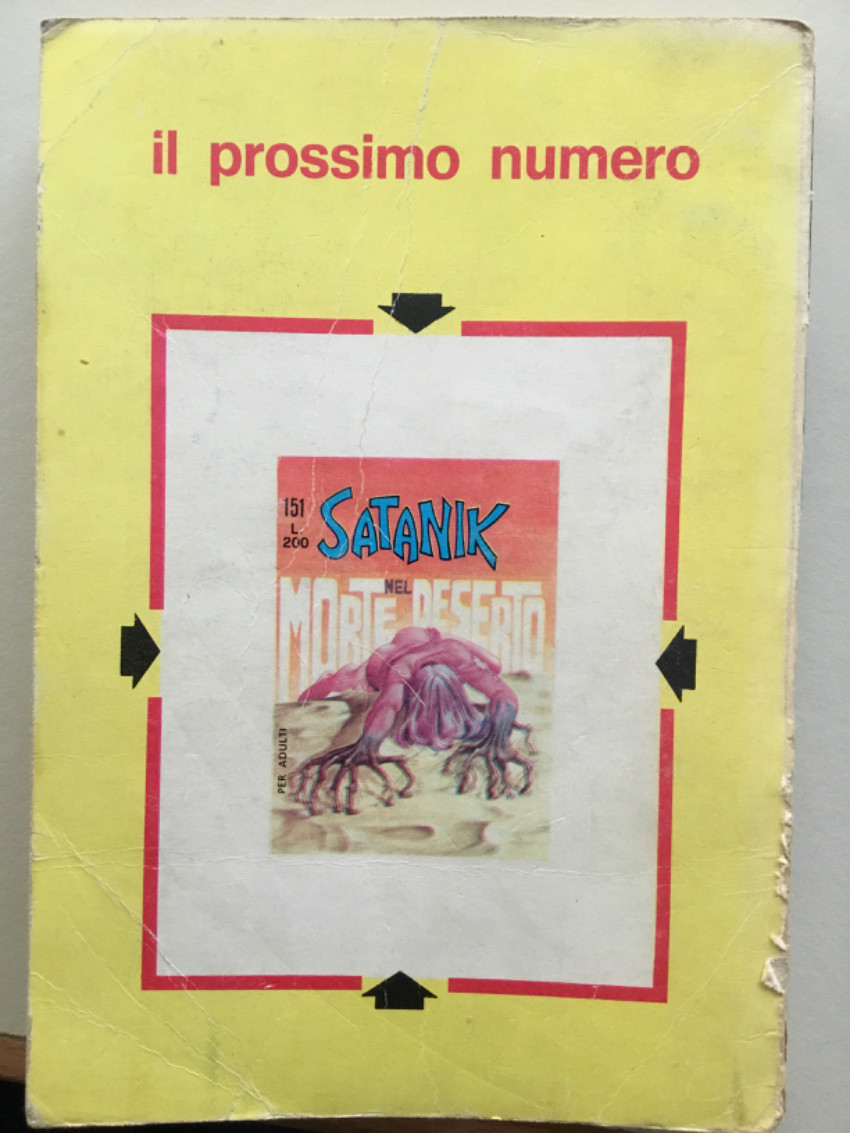 il prossimo numero
151
L.
200
SATANIK
NEL
MORTE DESERTO
PER ADULTI